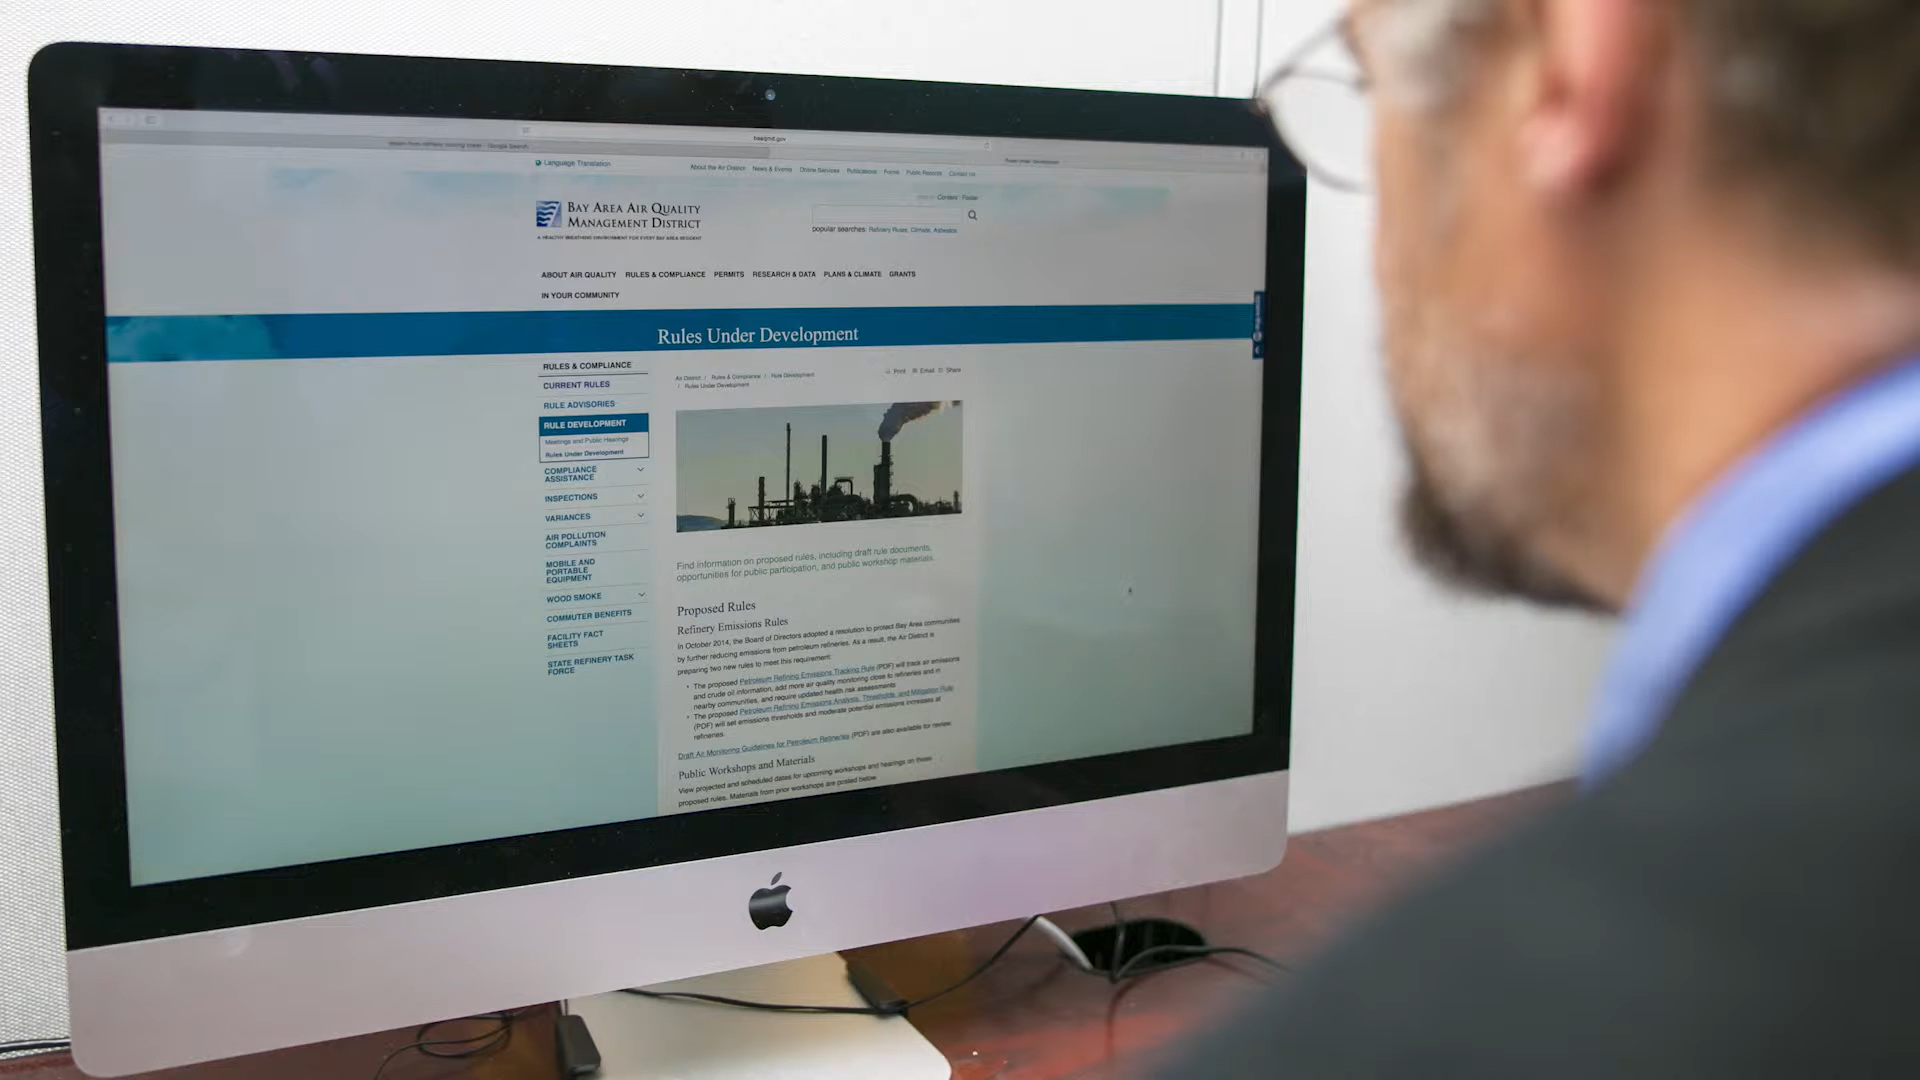 baaqmd.gov
Language Translation
About the Air District News & Events Online Services Publications Forms Public Records Contact Us
Content Footer
BAY AREA AIR QUALITY
MANAGEMENT DISTRICT
A HEALTHY BREATHING ENVIRONMENT FOR EVERY BAY AREA RESIDENT
popular searches: Refinery Rules, Climate, Asbestos
ABOUT AIR QUALITY RULES & COMPLIANCE PERMITS RESEARCH & DATA PLANS & CLIMATE GRANTS
IN YOUR COMMUNITY
Rules Under Development
RULES & COMPLIANCE
CURRENT RULES
RULE ADVISORIES
RULE DEVELOPMENT
Meetings and Public Hearings
Rules Under Development
COMPLIANCE
ASSISTANCE
INSPECTIONS
VARIANCES
AIR POLLUTION
COMPLAINTS
MOBILE AND
PORTABLE
EQUIPMENT
WOOD SMOKE
COMMUTER BENEFITS
FACILITY FACT
SHEETS
STATE REFINERY TASK
FORCE
Air District / Rules & Compliance / Rule Development
/ Rules Under Development
Print Email Share
Find information on proposed rules, including draft rule documents,
opportunities for public participation, and public workshop materials.
Proposed Rules
Refinery Emissions Rules
In October 2014, the Board of Directors adopted a resolution to protect Bay Area communities
by further reducing emissions from petroleum refineries. As a result, the Air District is
preparing two new rules to meet this requirement:
• The proposed Petroleum Refining Emissions Tracking Rule (PDF) will track air emissions
and crude oil information, add more air quality monitoring close to refineries and in
nearby communities, and require updated health risk assessments
• The proposed Petroleum Refining Emissions Analysis, Thresholds, and Mitigation Rule
(PDF) will set emissions thresholds and moderate potential emissions increases at
refineries.
Draft Air Monitoring Guidelines for Petroleum Refineries (PDF) are also available for review.
Public Workshops and Materials
View projected and scheduled dates for upcoming workshops and hearings on these
proposed rules. Materials from prior workshops are posted below.